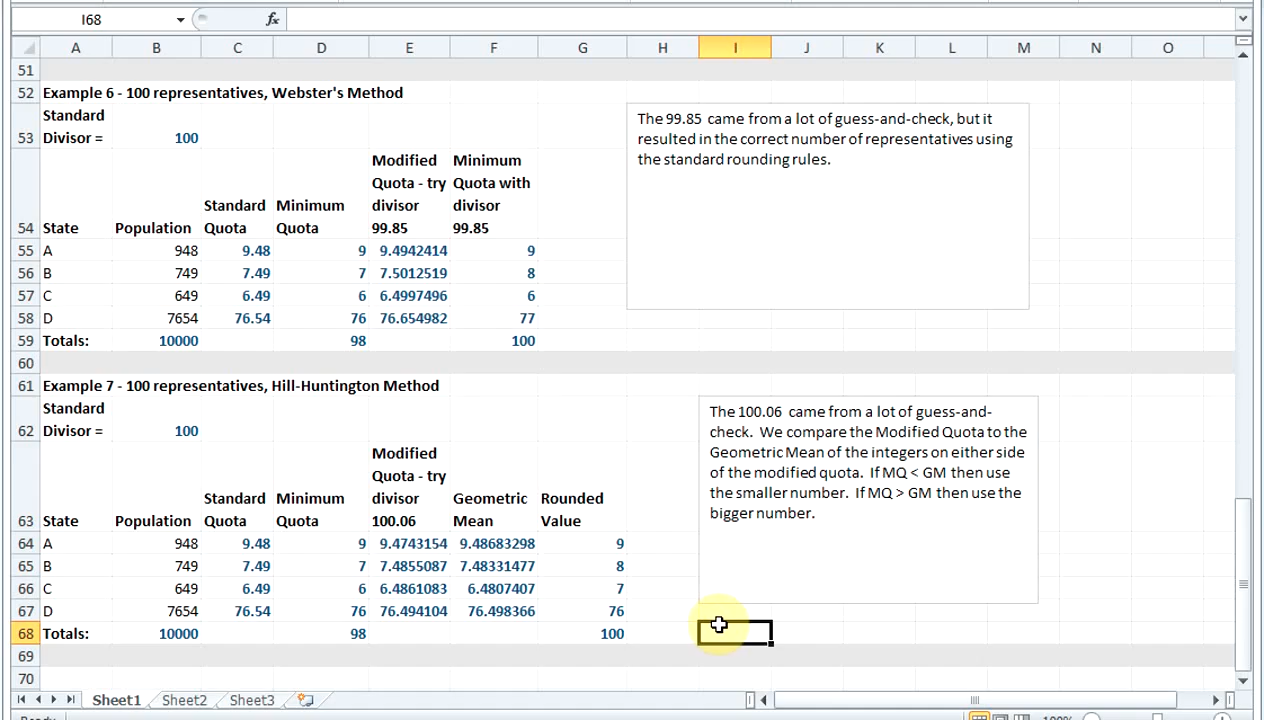 I68 fx
A B C D E F G H I J K L M N O
51
52 Example 6 - 100 representatives, Webster's Method
Standard
53 Divisor = 100
The 99.85 came from a lot of guess-and-check, but it
resulted in the correct number of representatives using
the standard rounding rules.
Modified Minimum
Quota - try Quota with
Standard Minimum divisor divisor
54 State Population Quota Quota 99.85 99.85
55 A 948 9.48 9 9.4942414 9
56 B 749 7.49 7 7.5012519 8
57 C 649 6.49 6 6.4997496 6
58 D 7654 76.54 76 76.654982 77
59 Totals: 10000 98 100
60
61 Example 7 - 100 representatives, Hill-Huntington Method
Standard
62 Divisor = 100
The 100.06 came from a lot of guess-and-
check. We compare the Modified Quota to the
Geometric Mean of the integers on either side
of the modified quota. If MQ < GM then use
the smaller number. If MQ > GM then use the
bigger number.
Modified
Quota - try
Standard Minimum divisor Geometric Rounded
63 State Population Quota Quota 100.06 Mean Value
64 A 948 9.48 9 9.4743154 9.48683298 9
65 B 749 7.49 7 7.4855087 7.48331477 8
66 C 649 6.49 6 6.4861083 6.4807407 7
67 D 7654 76.54 76 76.494104 76.498366 76
68 Totals: 10000 98 100
69
70
Sheet1 Sheet2 Sheet3
Ready 100%